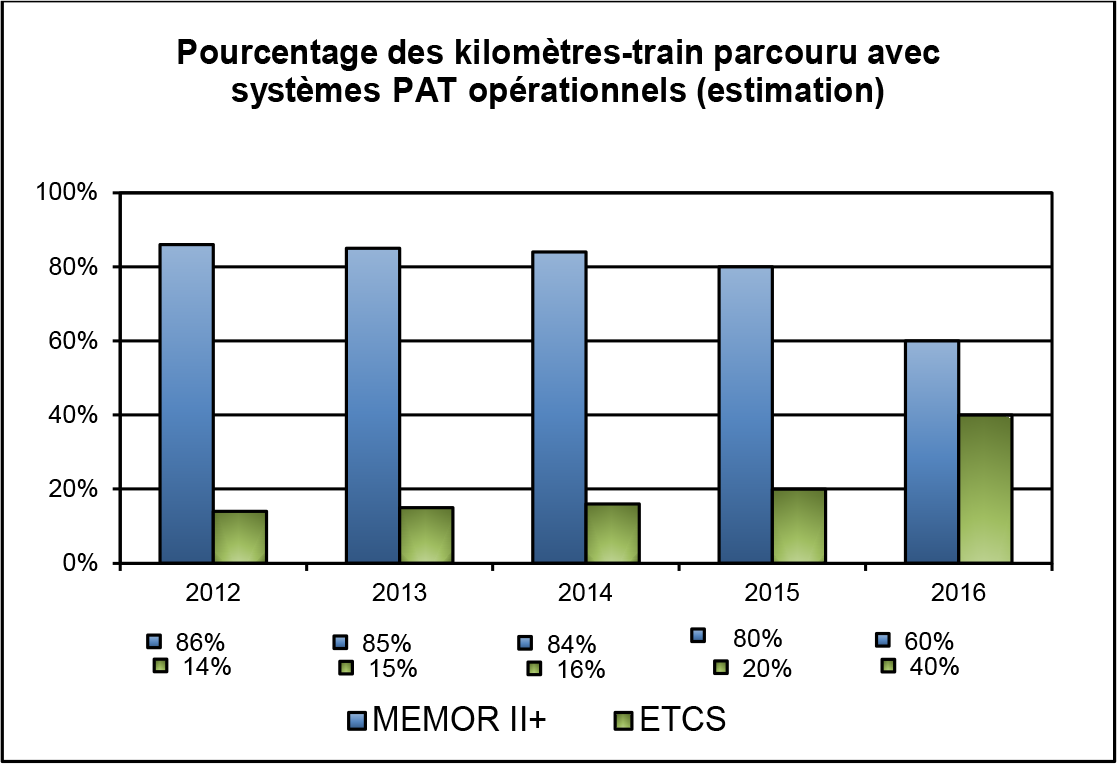 Pourcentage des kilomètres-train parcouru avec
systèmes PAT opérationnels (estimation)
100%
80%
60%
40%
20%
0%
2012 2013 2014 2015 2016
86% 85% 84% 80% 60%
14% 15% 16% 20% 40%
MEMOR II+ ETCS